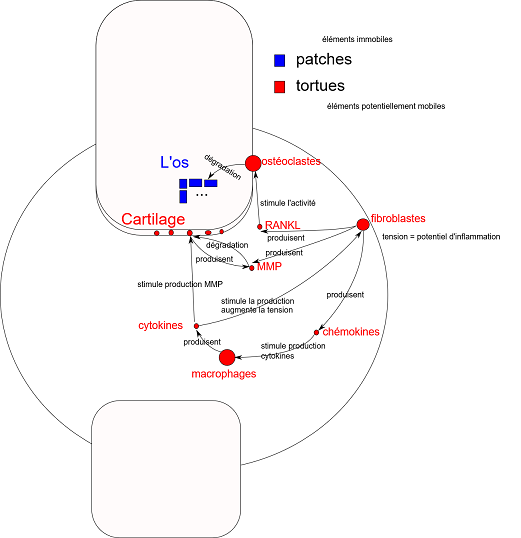 éléments immobiles
patches
tortues
éléments potentiellement mobiles
L'os
dégradation
ostéoclastes
...
stimule l'activité
Cartilage
RANKL
fibroblastes
produisent
tension = potentiel d'inflammation
dégradation
produisent
produisent
MMP
stimule production MMP
produisent
stimule la production
augmente la tension
cytokines
chémokines
produisent
stimule production
cytokines
macrophages